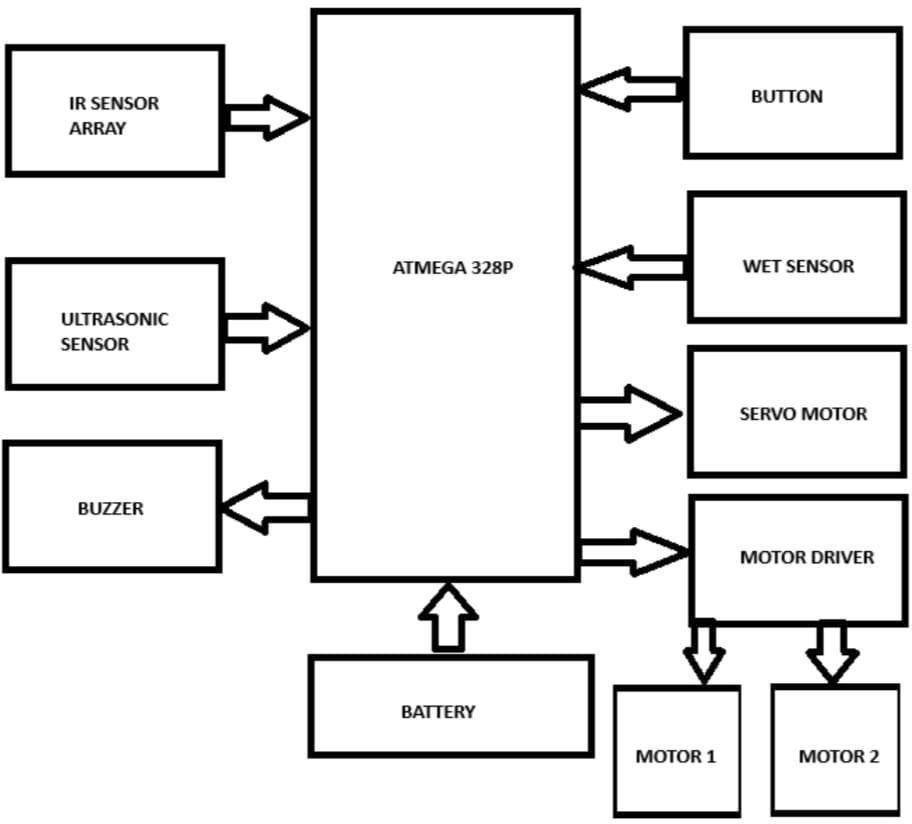 IR SENSOR
ARRAY
BUTTON
ATMEGA 328P
WET SENSOR
ULTRASONIC
SENSOR
SERVO MOTOR
BUZZER
MOTOR DRIVER
BATTERY
MOTOR 1
MOTOR 2